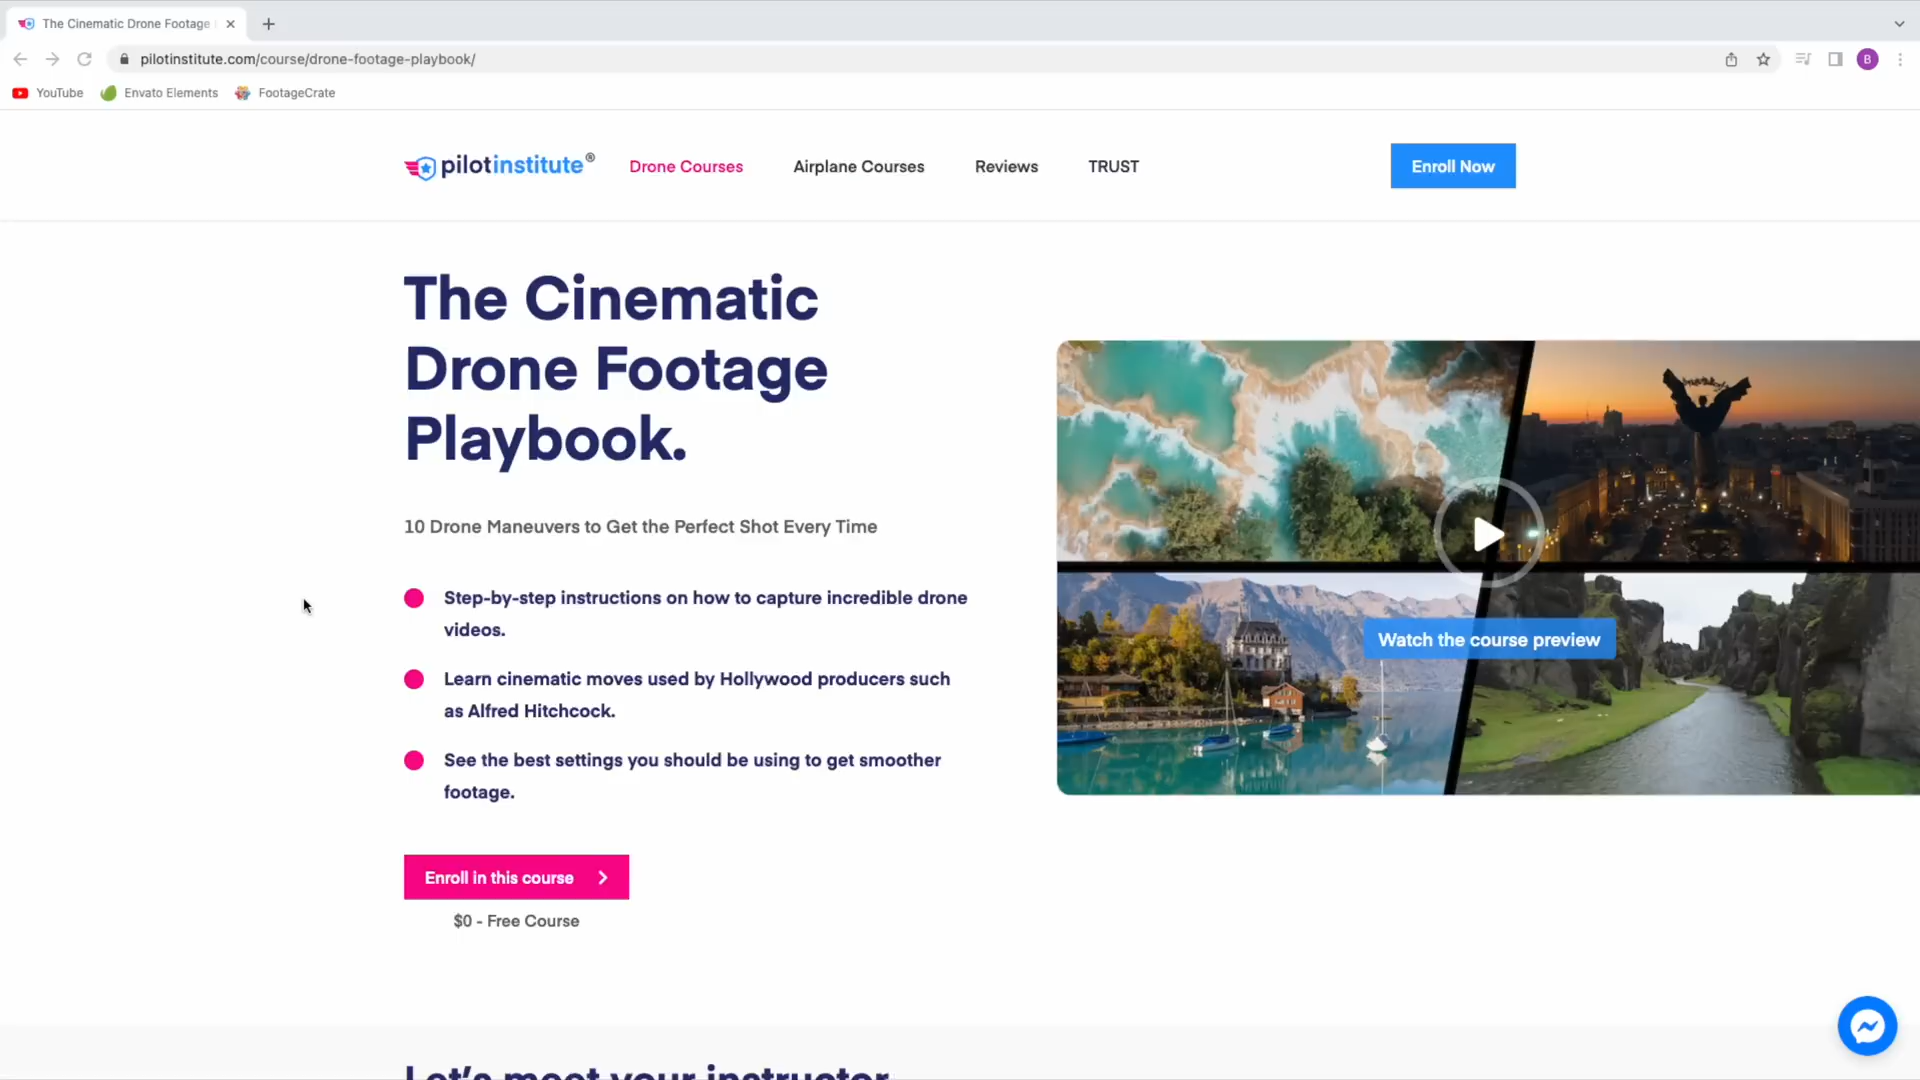 The Cinematic Drone Footage
pilotinstitute.com/course/drone-footage-playbook/
B
YouTube
Envato Elements
FootageCrate
pilotinstitute®
Drone Courses
Airplane Courses
Reviews
TRUST
Enroll Now
The Cinematic
Drone Footage
Playbook.
10 Drone Maneuvers to Get the Perfect Shot Every Time
Step-by-step instructions on how to capture incredible drone
videos.
Learn cinematic moves used by Hollywood producers such
as Alfred Hitchcock.
See the best settings you should be using to get smoother
footage.
Watch the course preview
Enroll in this course
$0 - Free Course
Let's meet your instructor